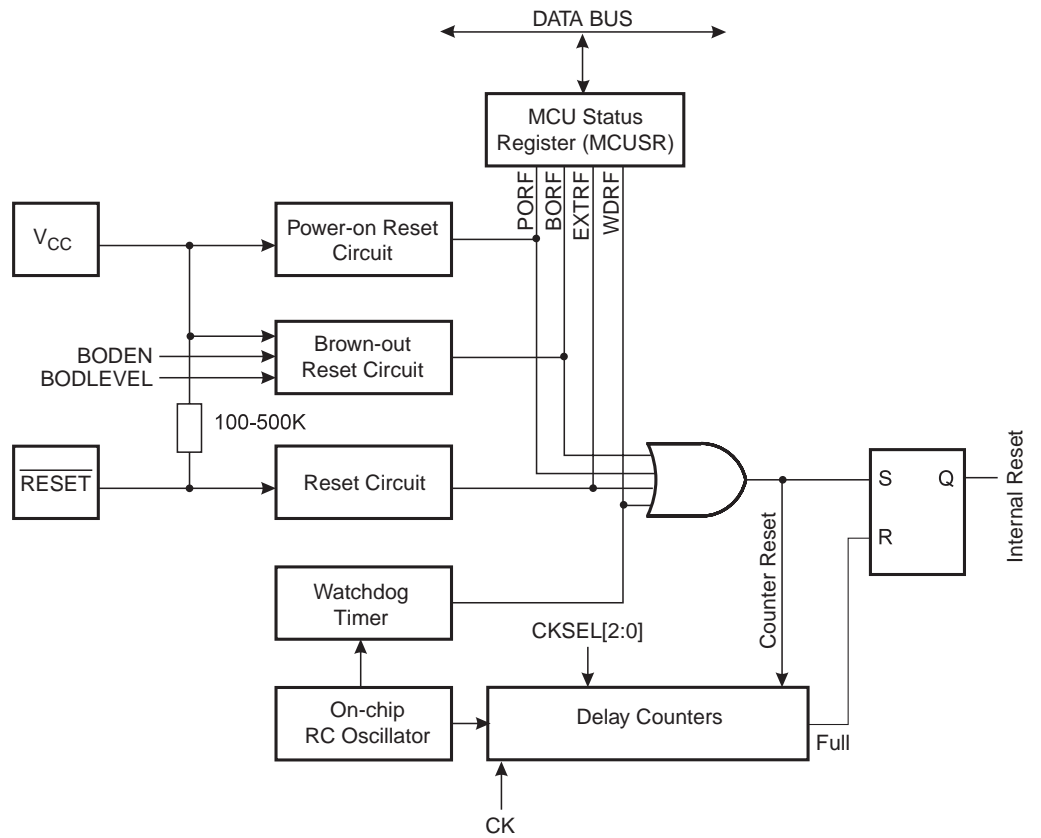 DATA BUS
MCU Status
Register (MCUSR)
PORF
BORF
EXTRF
WDRF
VCC
Power-on Reset
Circuit
BODEN
BODLEVEL
Brown-out
Reset Circuit
100-500K
RESET
Reset Circuit
S
Q
R
Internal Reset
Counter Reset
Watchdog
Timer
CKSEL[2:0]
On-chip
RC Oscillator
Delay Counters
Full
CK